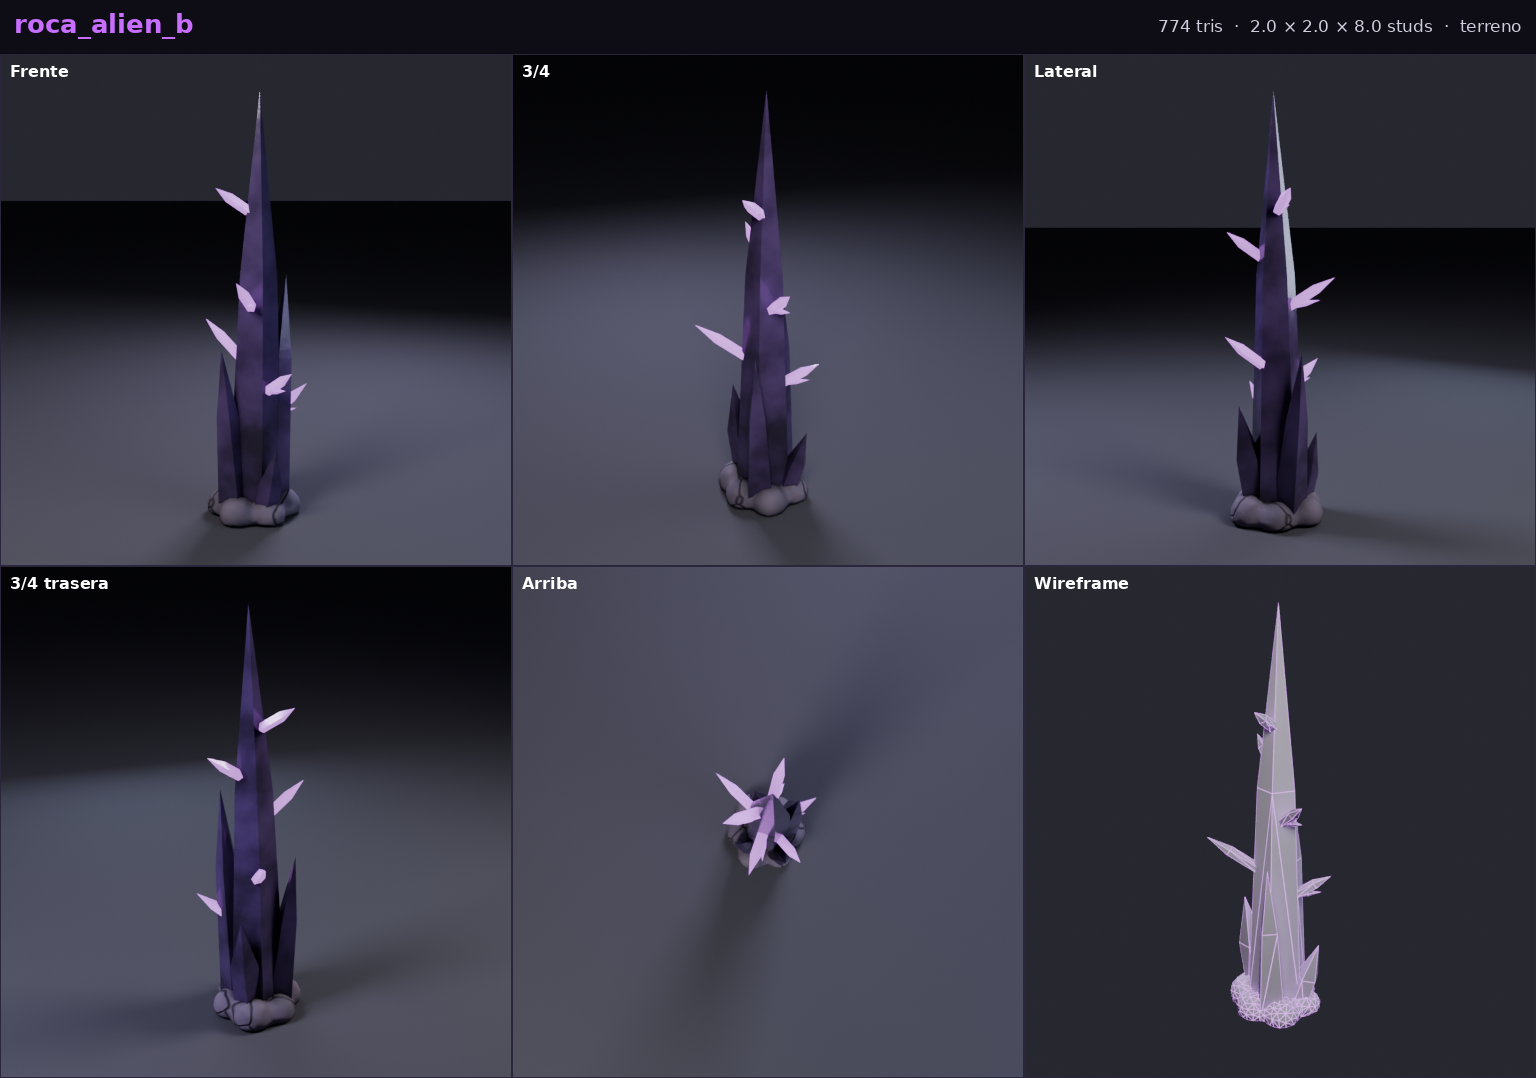 roca_alien_b
774 tris · 2.0 × 2.0 × 8.0 studs · terreno
Frente
3/4
Lateral
3/4 trasera
Arriba
Wireframe